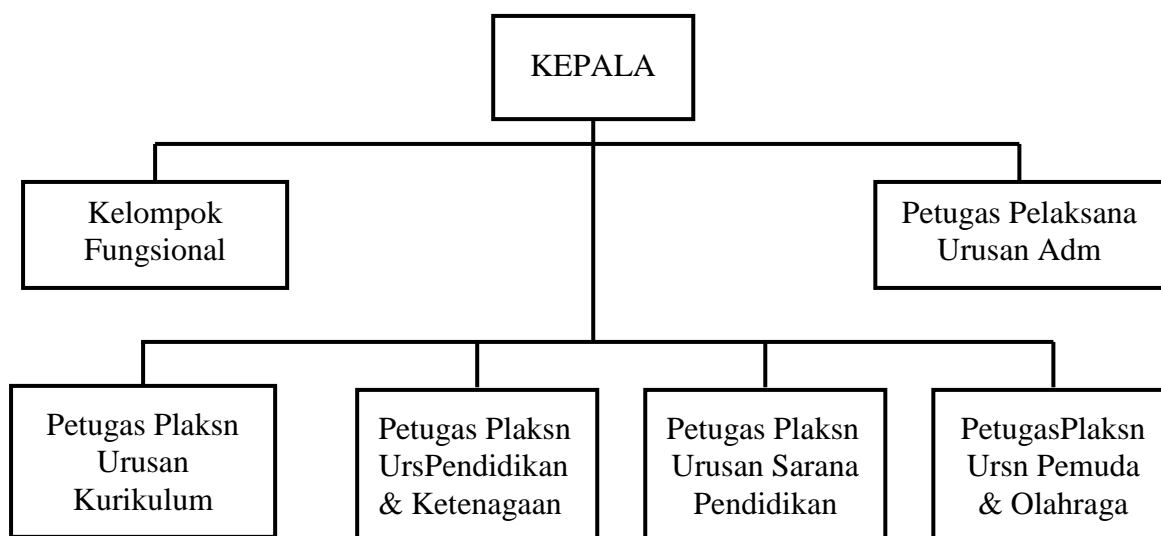 KEPALA
Kelompok
Fungsional
Petugas Pelaksana
Urusan Adm
Petugas Plaksn
Urusan
Kurikulum
Petugas Plaksn
UrsPendidikan
& Ketenagaan
Petugas Plaksn
Urusan Sarana
Pendidikan
PetugasPlaksn
Ursn Pemuda
& Olahraga